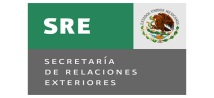 SRE
SECRETARÍA
DE RELACIONES
EXTERIORES